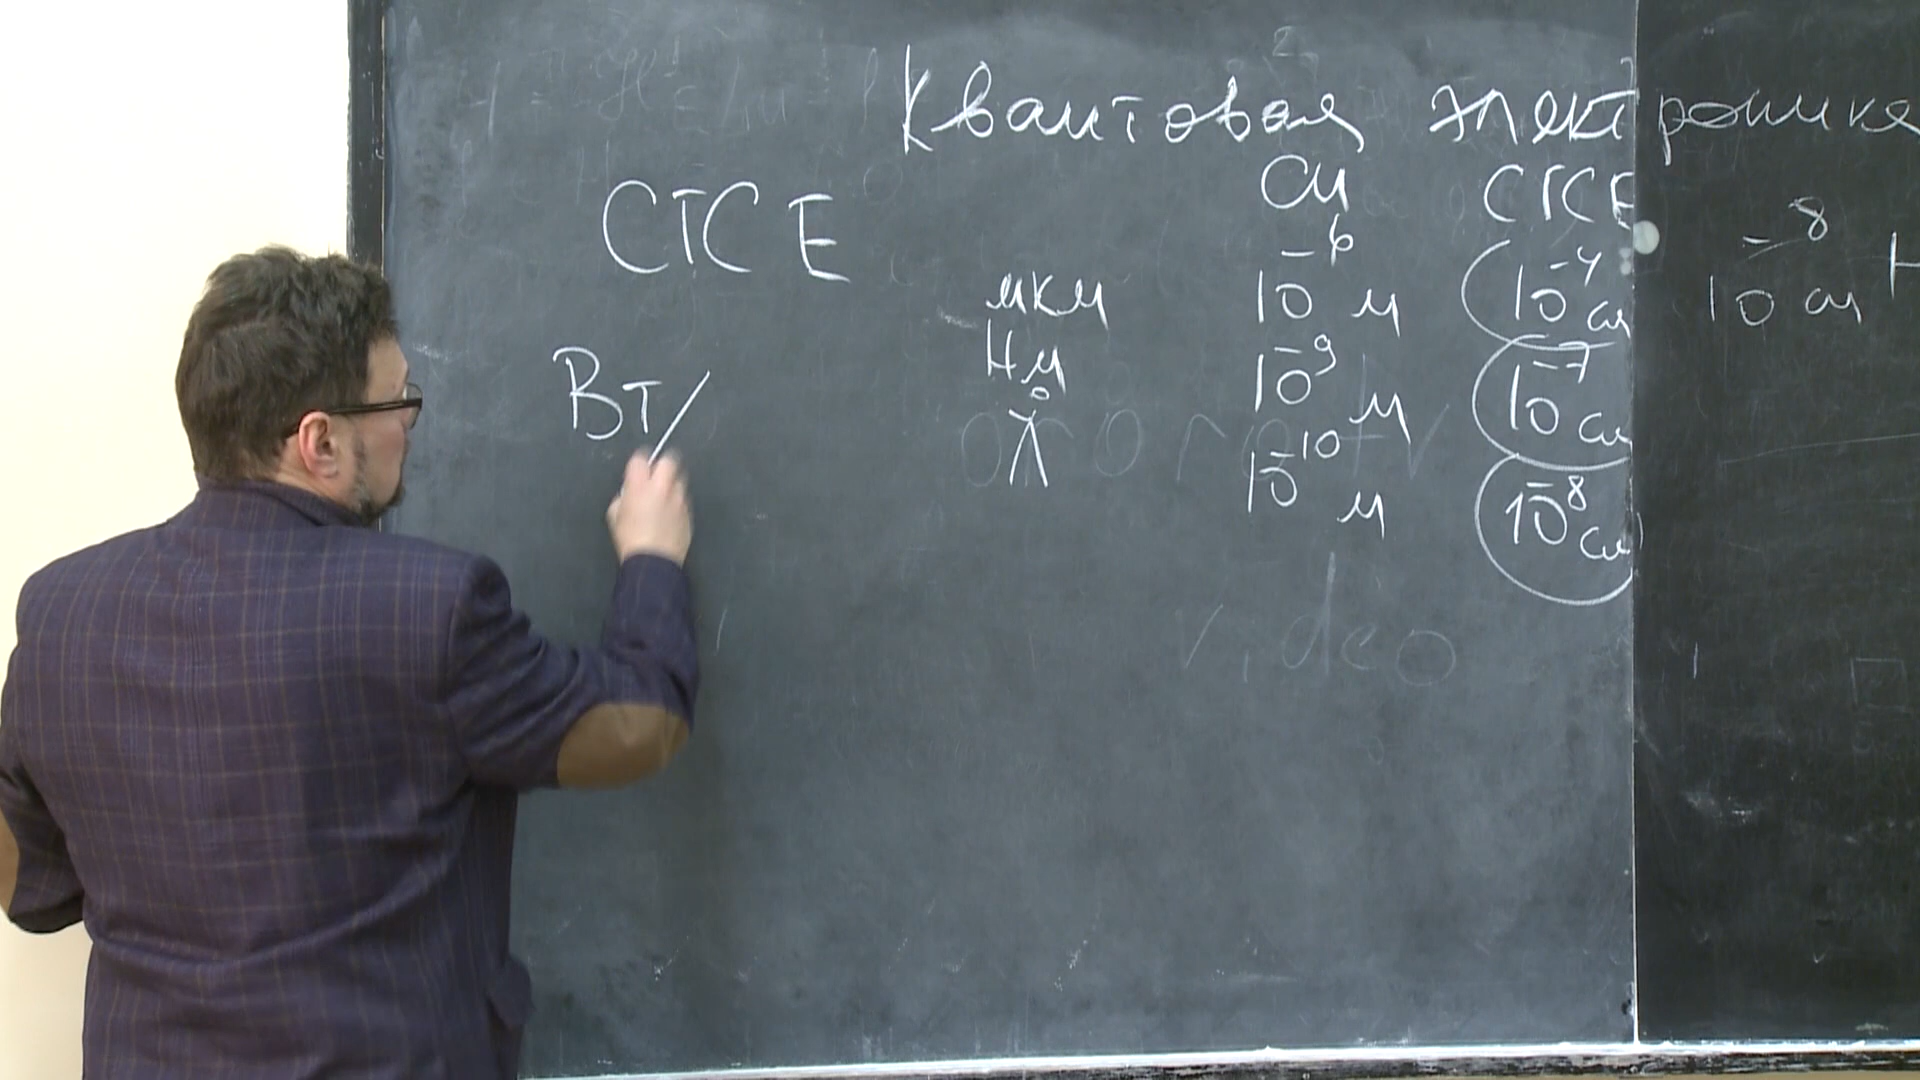 Квантовая электроника
СГСЕ
СИ СГСЕ
мкм 10⁻⁶ м 10⁻⁴ см 10⁻⁸ см
Нм 10⁻⁹ м 10⁻⁷ см
Å 10⁻¹⁰ м 10⁻⁸ см
Вт/
video